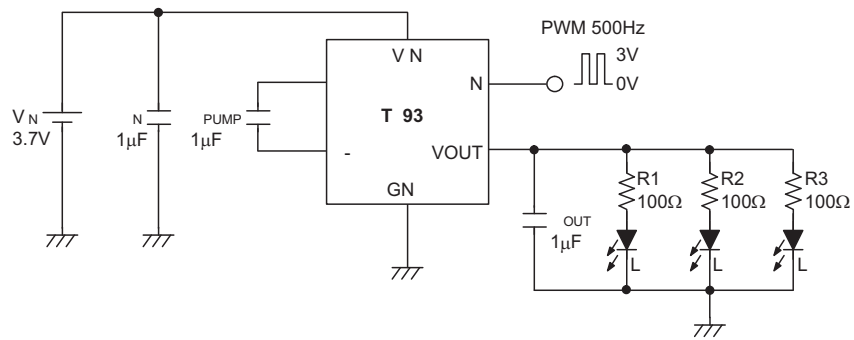 PWM 500Hz
3V
0V
V N
N
T 93
-
VOUT
GN
V N
3.7V
N
1µF
PUMP
1µF
OUT
1µF
R1
100Ω
R2
100Ω
R3
100Ω
L
L
L